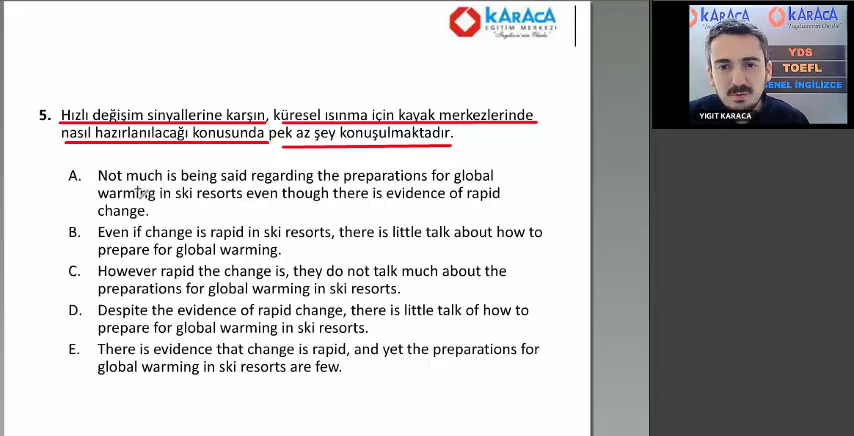 KARACA
EĞİTİM MERKEZİ
"İngilizcenin Okulu"
5. Hızlı değişim sinyallerine karşın, küresel ısınma için kayak merkezlerinde
nasıl hazırlanılacağı konusunda pek az şey konuşulmaktadır.
A. Not much is being said regarding the preparations for global
warming in ski resorts even though there is evidence of rapid
change.
B. Even if change is rapid in ski resorts, there is little talk about how to
prepare for global warming.
C. However rapid the change is, they do not talk much about the
preparations for global warming in ski resorts.
D. Despite the evidence of rapid change, there is little talk of how to
prepare for global warming in ski resorts.
E. There is evidence that change is rapid, and yet the preparations for
global warming in ski resorts are few.
KARACA KARACA
"İngilizcenin Okulu"
YDS
TOEFL
ENEL İNGİLİZCE
YIGIT KARACA